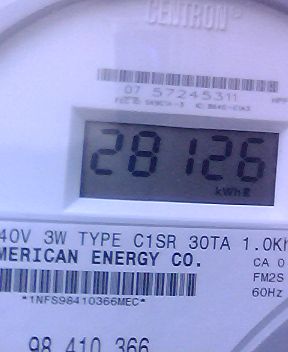 CENTRON®
07 57245311
28126
kWh
40V 3W TYPE C1SR 30TA 1.0Kh
MERICAN ENERGY CO.
CA 0
FM2S
60Hz
*1NFS98410366MEC*
98 410 366